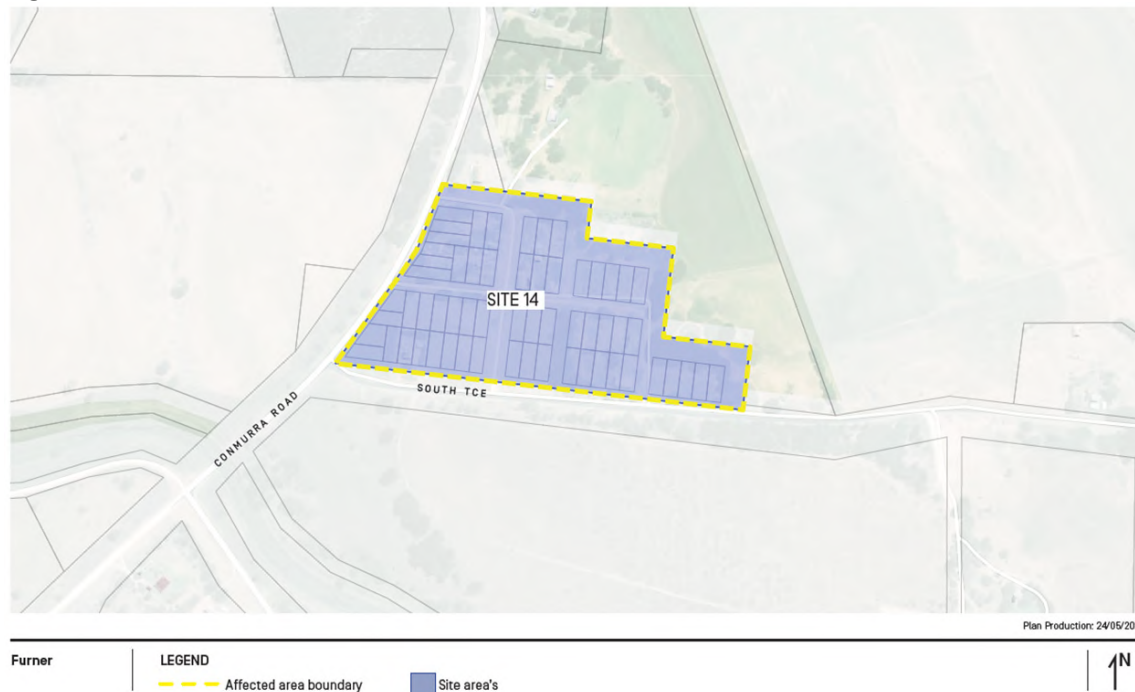 SITE 14
SOUTH TCE
CONMURRA ROAD
Plan Production: 24/05/20
Furner
LEGEND
Affected area boundary
Site area's
N